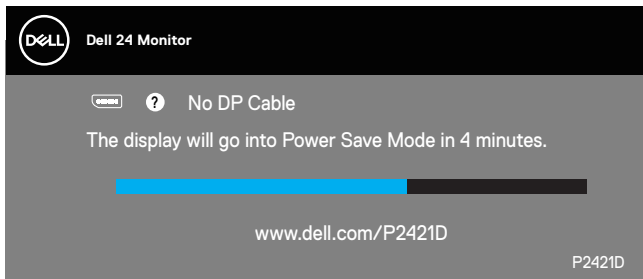 DELL
Dell 24 Monitor
? No DP Cable
The display will go into Power Save Mode in 4 minutes.
www.dell.com/P2421D
P2421D